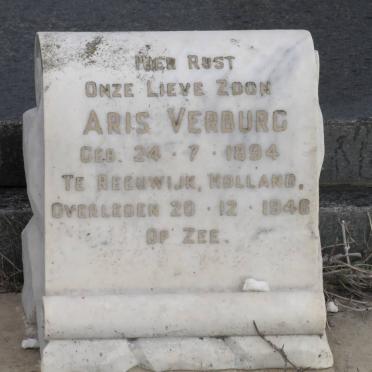 Hier Rust
Onze Lieve Zoon
Aris Verburg
Geb. 24 · 7 · 1894
Te Reeuwijk, Holland,
Overleden 20 · 12 · 1946
Op Zee.